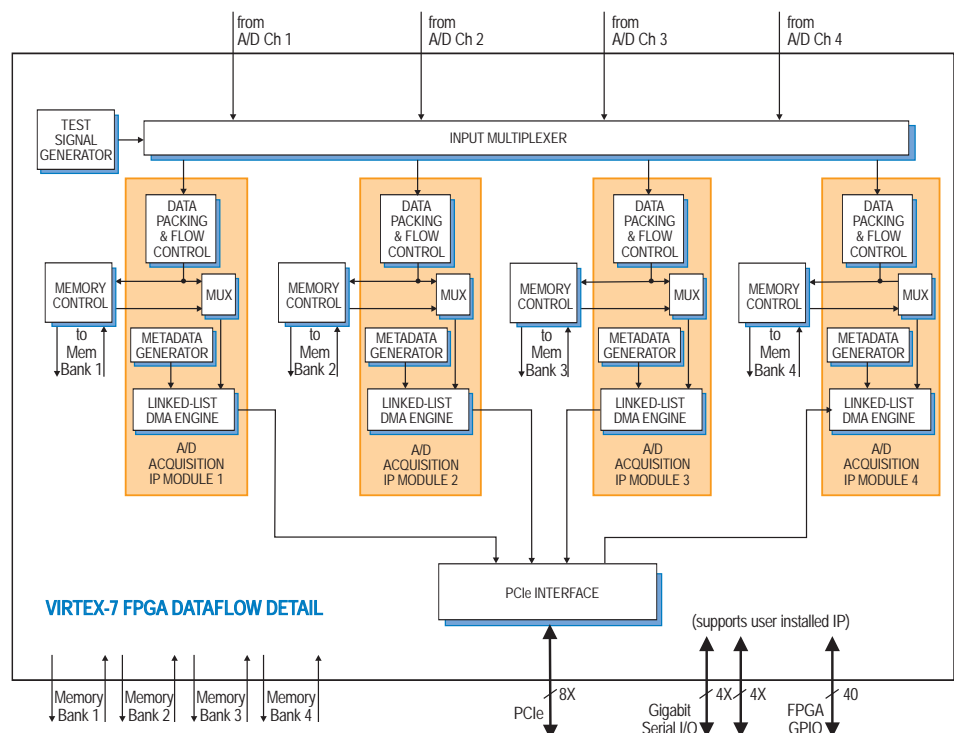 from
A/D Ch 1
from
A/D Ch 2
from
A/D Ch 3
from
A/D Ch 4
TEST
SIGNAL
GENERATOR
INPUT MULTIPLEXER
DATA
PACKING
& FLOW
CONTROL
MEMORY
CONTROL
MUX
to
Mem
Bank 1
METADATA
GENERATOR
LINKED-LIST
DMA ENGINE
A/D
ACQUISITION
IP MODULE 1
DATA
PACKING
& FLOW
CONTROL
MEMORY
CONTROL
MUX
to
Mem
Bank 2
METADATA
GENERATOR
LINKED-LIST
DMA ENGINE
A/D
ACQUISITION
IP MODULE 2
DATA
PACKING
& FLOW
CONTROL
MEMORY
CONTROL
MUX
to
Mem
Bank 3
METADATA
GENERATOR
LINKED-LIST
DMA ENGINE
A/D
ACQUISITION
IP MODULE 3
DATA
PACKING
& FLOW
CONTROL
MEMORY
CONTROL
MUX
to
Mem
Bank 4
METADATA
GENERATOR
LINKED-LIST
DMA ENGINE
A/D
ACQUISITION
IP MODULE 4
PCIe INTERFACE
VIRTEX-7 FPGA DATAFLOW DETAIL
(supports user installed IP)
Memory
Bank 1
Memory
Bank 2
Memory
Bank 3
Memory
Bank 4
8X
PCIe
4X
4X
Gigabit
Serial I/O
40
FPGA
GPIO